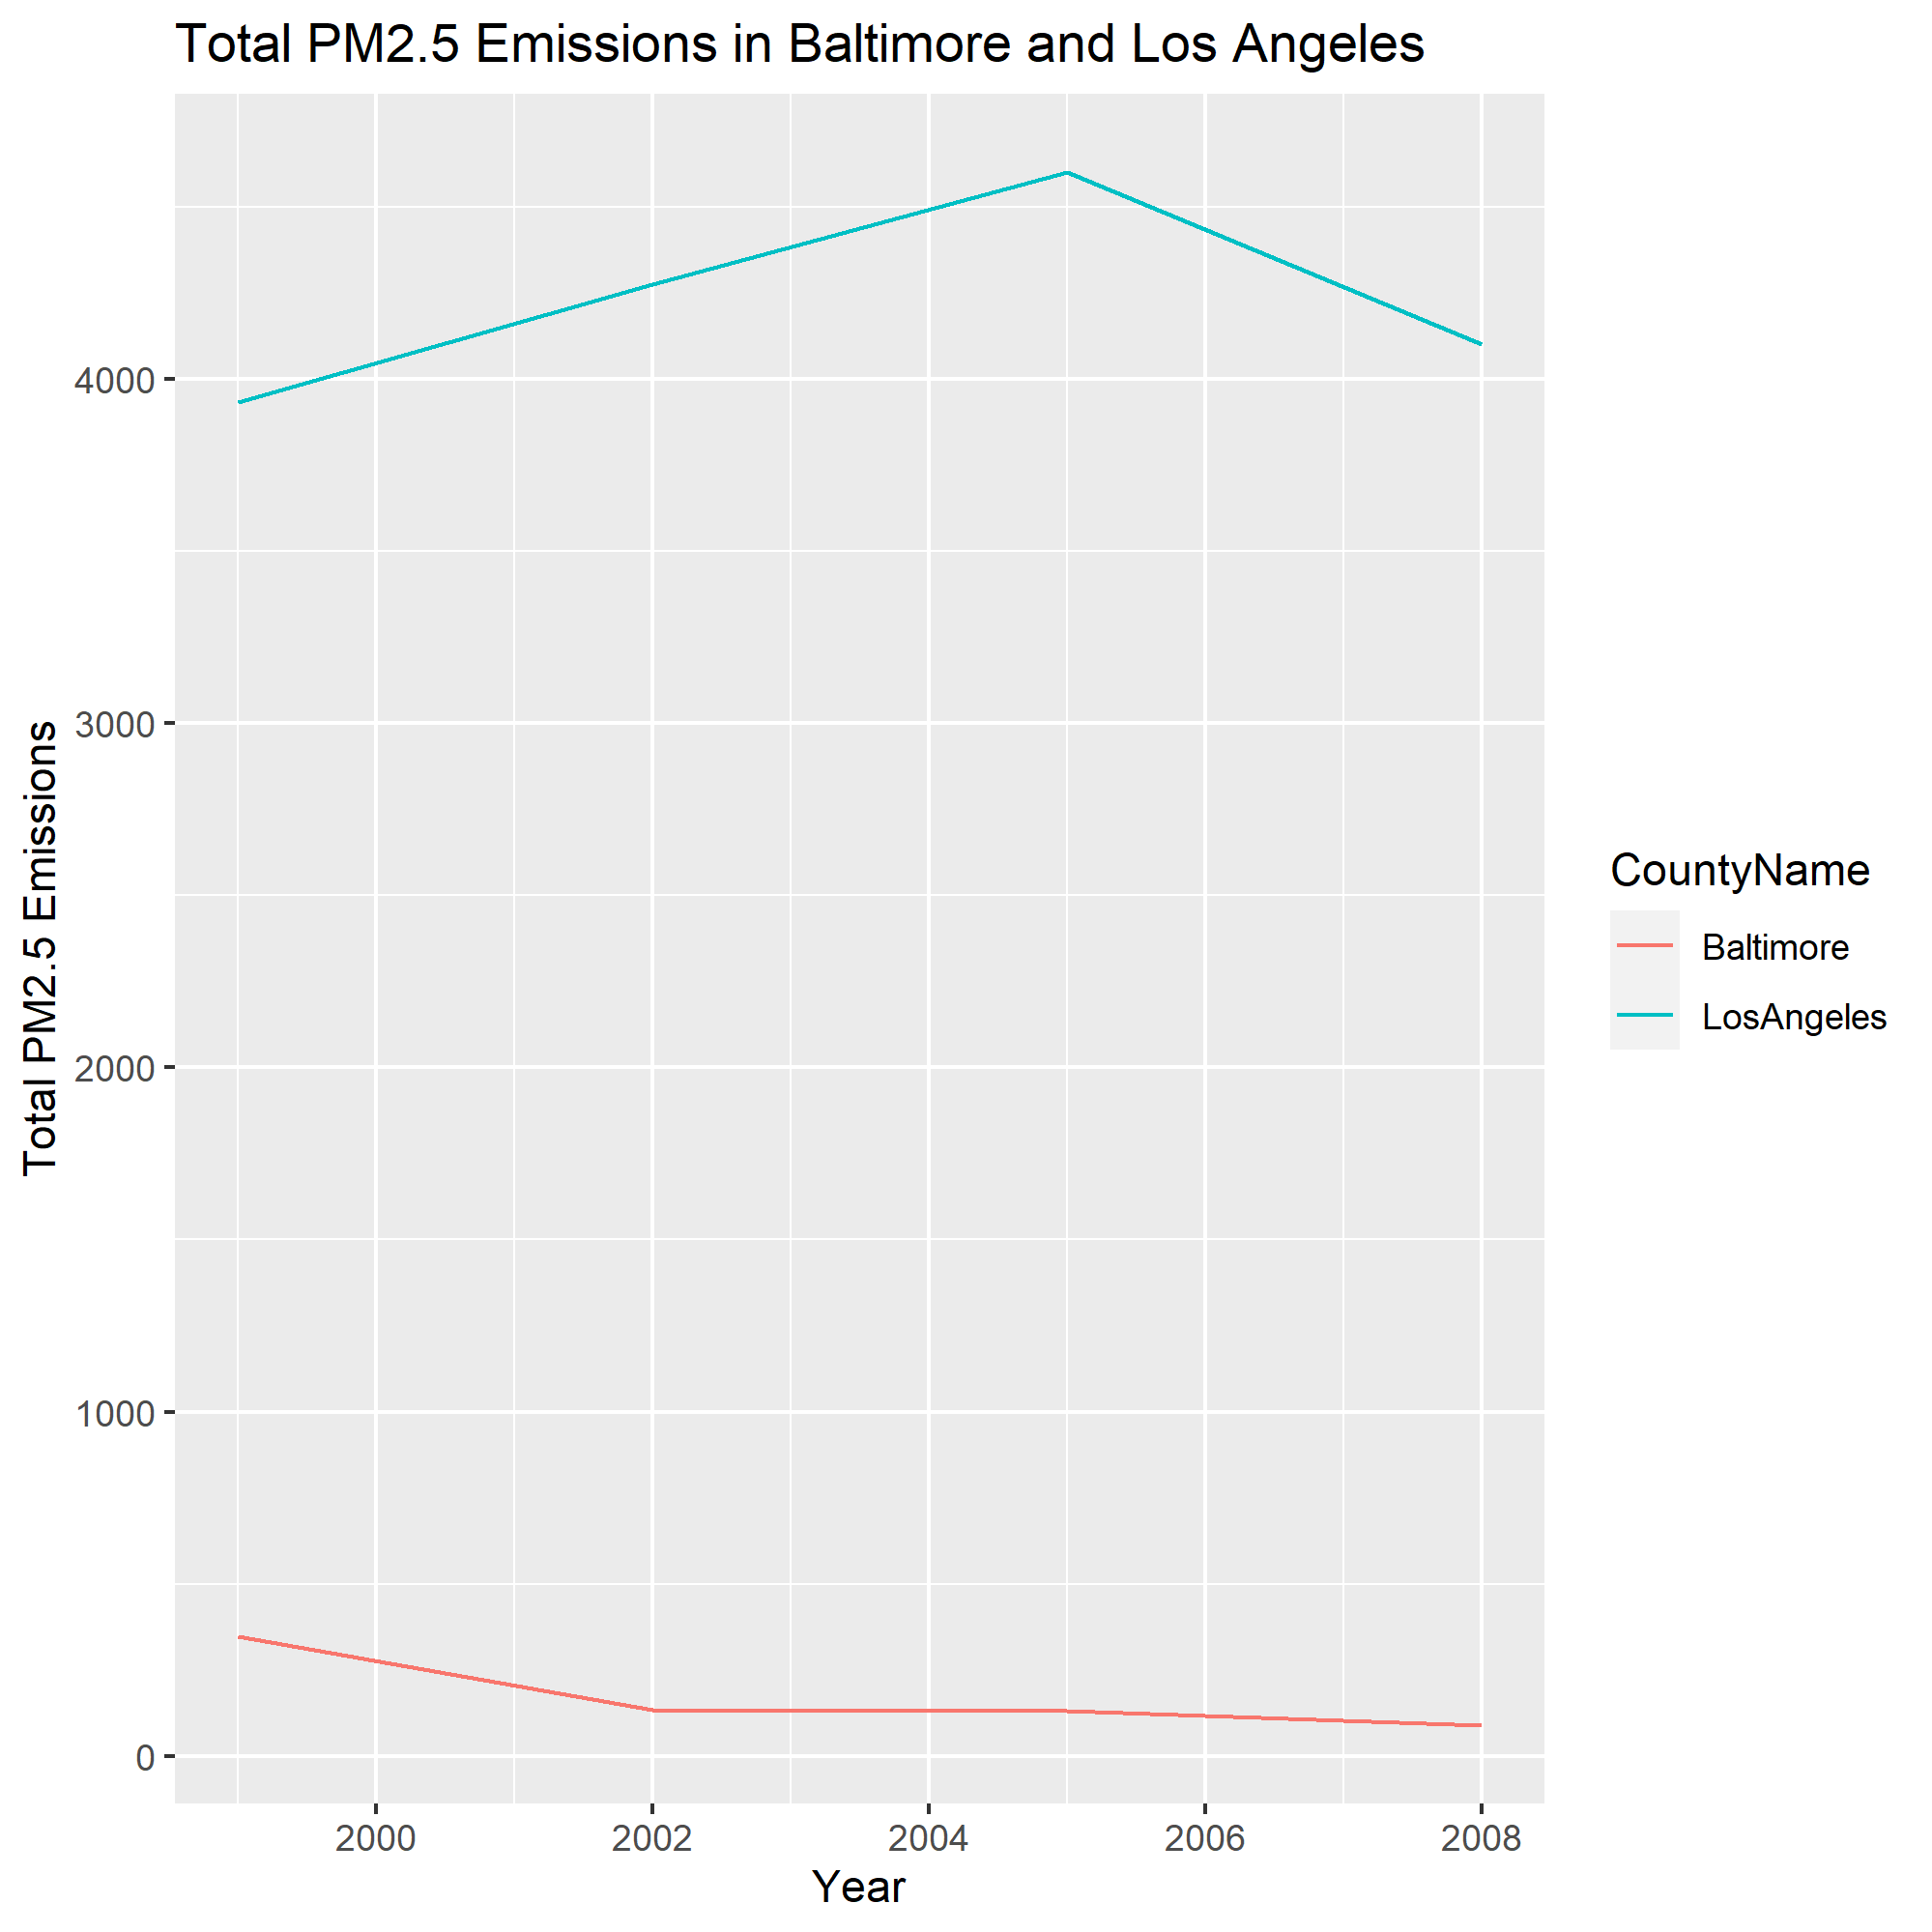 Total PM2.5 Emissions in Baltimore and Los Angeles
Total PM2.5 Emissions
4000
3000
2000
1000
0
2000
2002
2004
2006
2008
Year
CountyName
Baltimore
LosAngeles